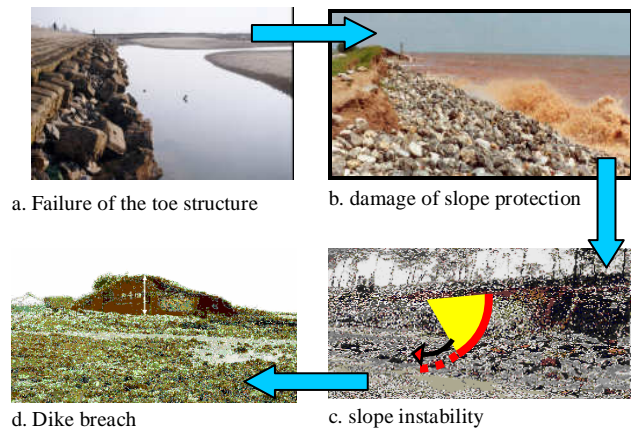 a. Failure of the toe structure
b. damage of slope protection
c. slope instability
d. Dike breach